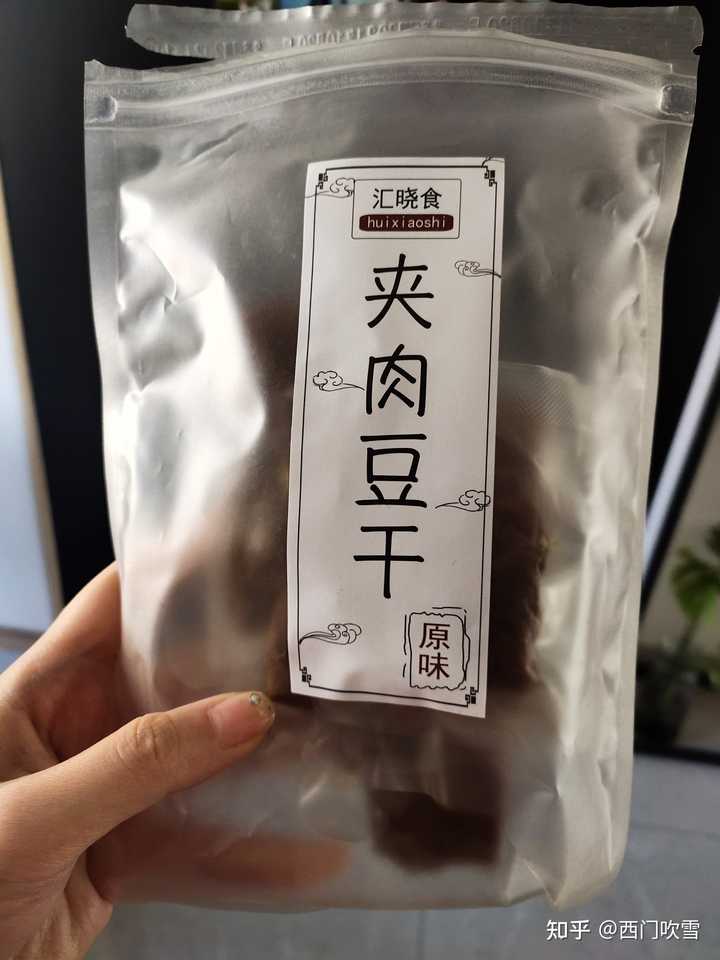 汇晓食
huixiaoshi
夹肉豆干
原味
知乎 @西门吹雪